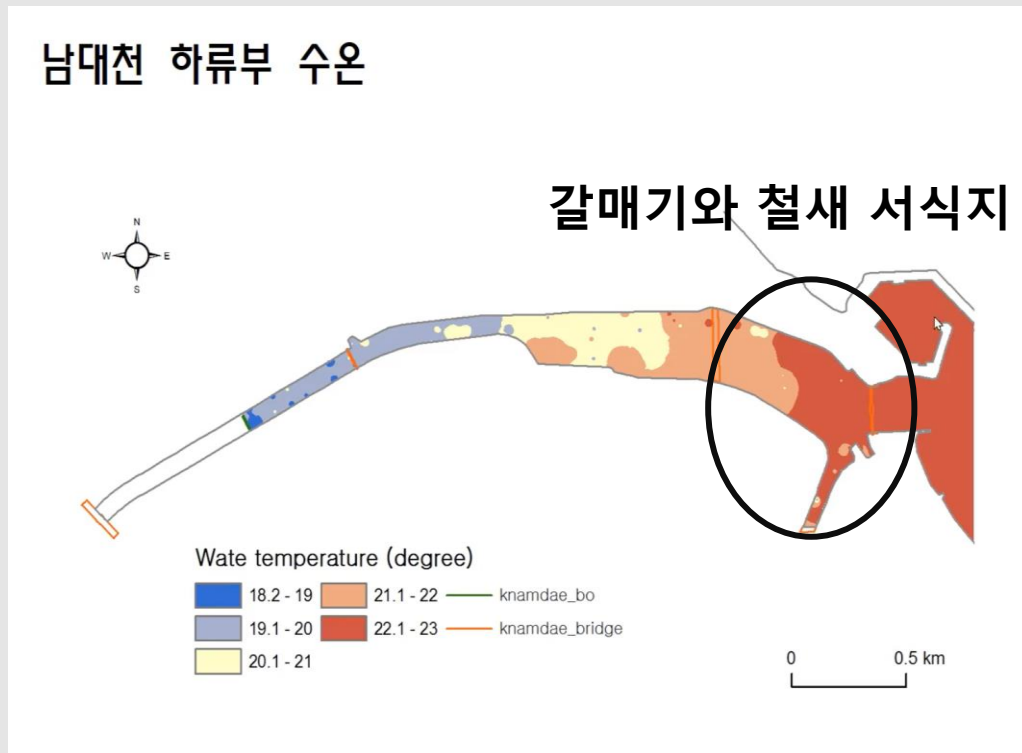 남대천 하류부 수온
갈매기와 철새 서식지
N
W E
S
Wate temperature (degree)
18.2 - 19 21.1 - 22 knamdae_bo
19.1 - 20 22.1 - 23 knamdae_bridge
20.1 - 21
0 0.5 km